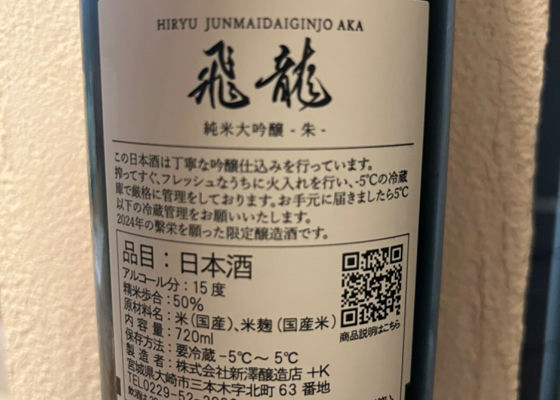 HIRYU JUNMAIDAIGINJO AKA
飛龍
純米大吟醸 - 朱 -
この日本酒は丁寧な吟醸仕込みを行っています。
搾ってすぐ、フレッシュなうちに火入れを行い、-5℃の冷蔵
庫で厳格に管理をしております。お手元に届きましたら5℃
以下の冷蔵管理をお願いいたします。
2024年の繫栄を願った限定醸造酒です。
品目：日本酒
アルコール分：15度
精米歩合：50%
原材料名：米(国産)、米麹(国産米)
内容量：720ml
保存方法：要冷蔵 -5℃～ 5℃
製造者：株式会社新澤醸造店 +K
宮城県大崎市三本木字北町 63 番地
TEL0229-52-
商品説明はこちら